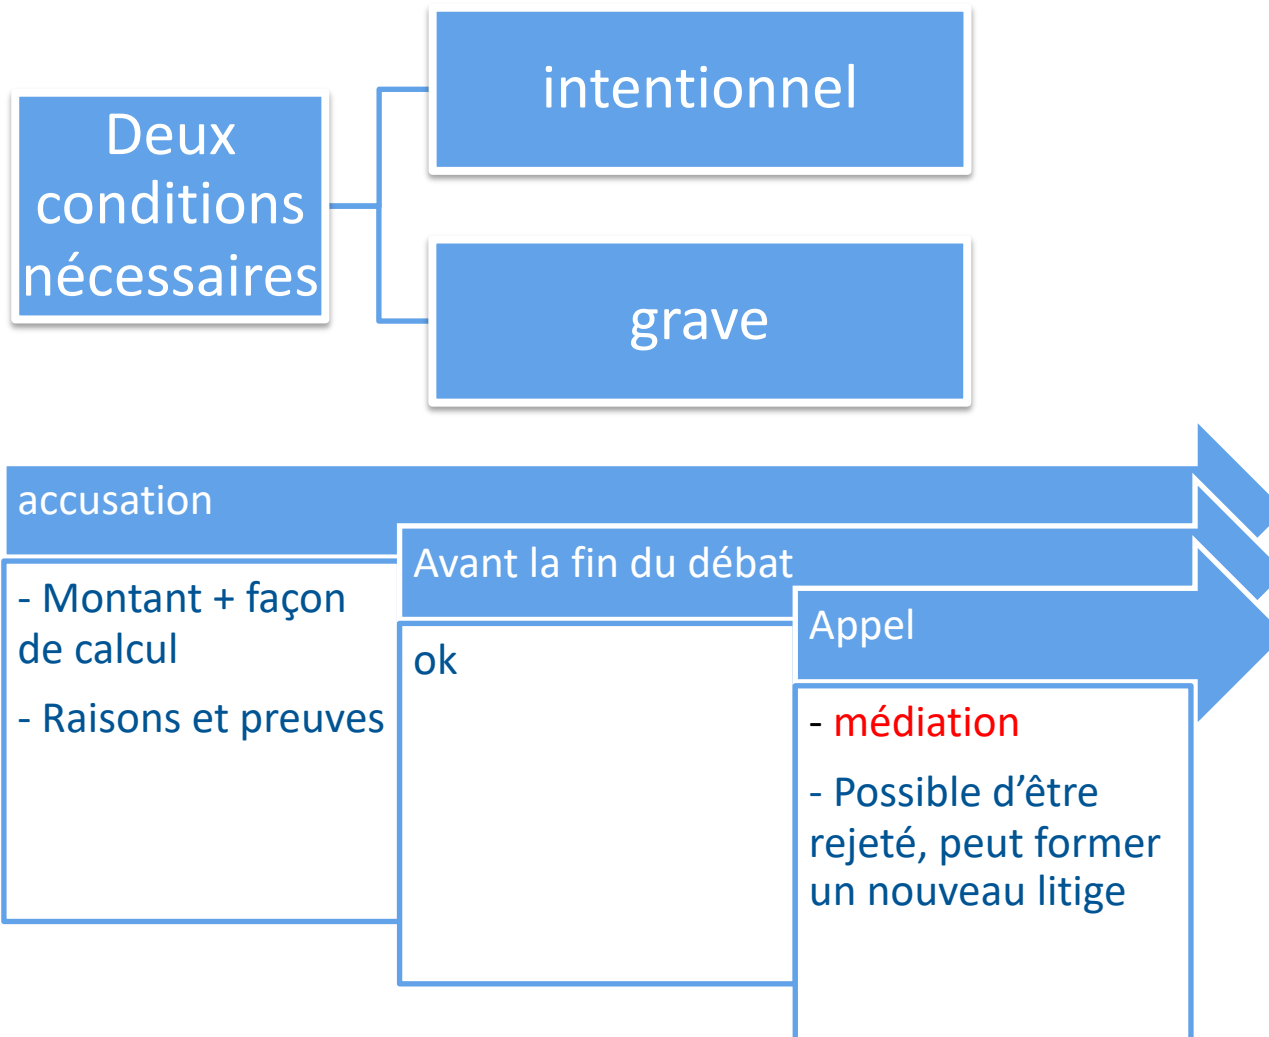 Deux
conditions
nécessaires
intentionnel
grave
accusation
- Montant + façon
de calcul
- Raisons et preuves
Avant la fin du débat
ok
Appel
- médiation
- Possible d’être
rejeté, peut former
un nouveau litige